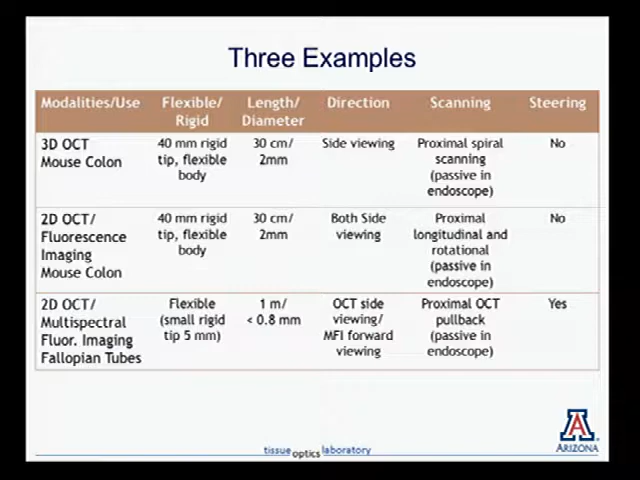 Three Examples
Modalities/Use
Flexible/
Rigid
Length/
Diameter
Direction
Scanning
Steering
3D OCT
Mouse Colon
40 mm rigid
tip, flexible
body
30 cm/
2mm
Side viewing
Proximal spiral
scanning
(passive in
endoscope)
No
2D OCT/
Fluorescence
Imaging
Mouse Colon
40 mm rigid
tip, flexible
body
30 cm/
2mm
Both Side
viewing
Proximal
longitudinal and
rotational
(passive in
endoscope)
No
2D OCT/
Multispectral
Fluor. Imaging
Fallopian Tubes
Flexible
(small rigid
tip 5 mm)
1 m/
< 0.8 mm
OCT side
viewing/
MFI forward
viewing
Proximal OCT
pullback
(passive in
endoscope)
Yes
A
ARIZONA
tissue optics laboratory